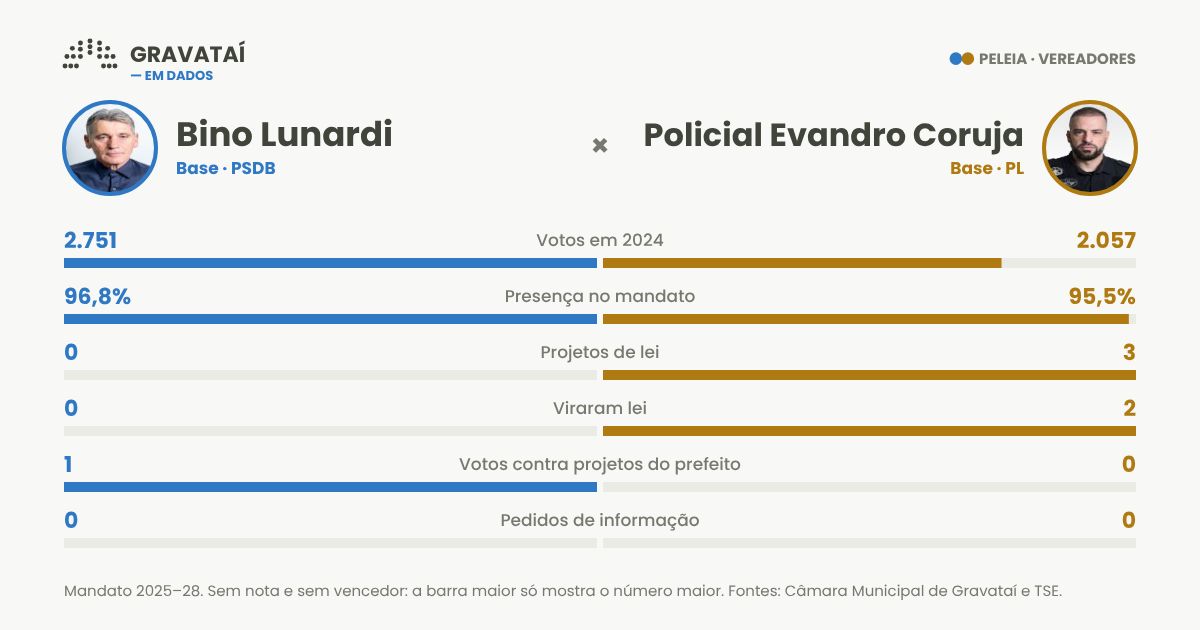 GRAVATAÍ
— EM DADOS
PELEIA · VEREADORES
Bino Lunardi
Base · PSDB
×
Policial Evandro Coruja
Base · PL
2.751 Votos em 2024 2.057
96,8% Presença no mandato 95,5%
0 Projetos de lei 3
0 Viraram lei 2
1 Votos contra projetos do prefeito 0
0 Pedidos de informação 0
Mandato 2025–28. Sem nota e sem vencedor: a barra maior só mostra o número maior. Fontes: Câmara Municipal de Gravataí e TSE.